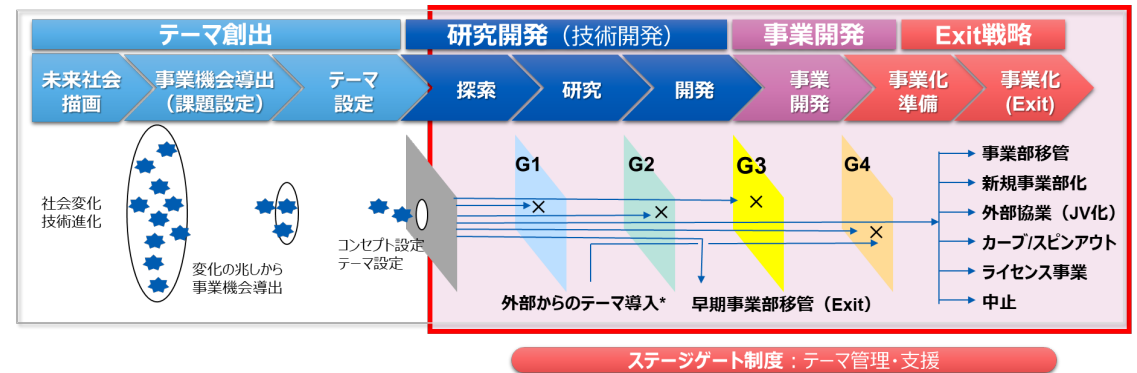 テーマ創出
研究開発（技術開発）
事業開発
Exit戦略
未来社会
描画
事業機会導出
（課題設定）
テーマ
設定
探索
研究
開発
事業
開発
事業化
準備
事業化
(Exit)
G1
G2
G3
G4
社会変化
技術進化
変化の兆しから
事業機会導出
コンセプト設定
テーマ設定
外部からのテーマ導入*
早期事業部移管（Exit）
事業部移管
新規事業部化
外部協業（JV化）
カーブ/スピンアウト
ライセンス事業
中止
ステージゲート制度：テーマ管理・支援